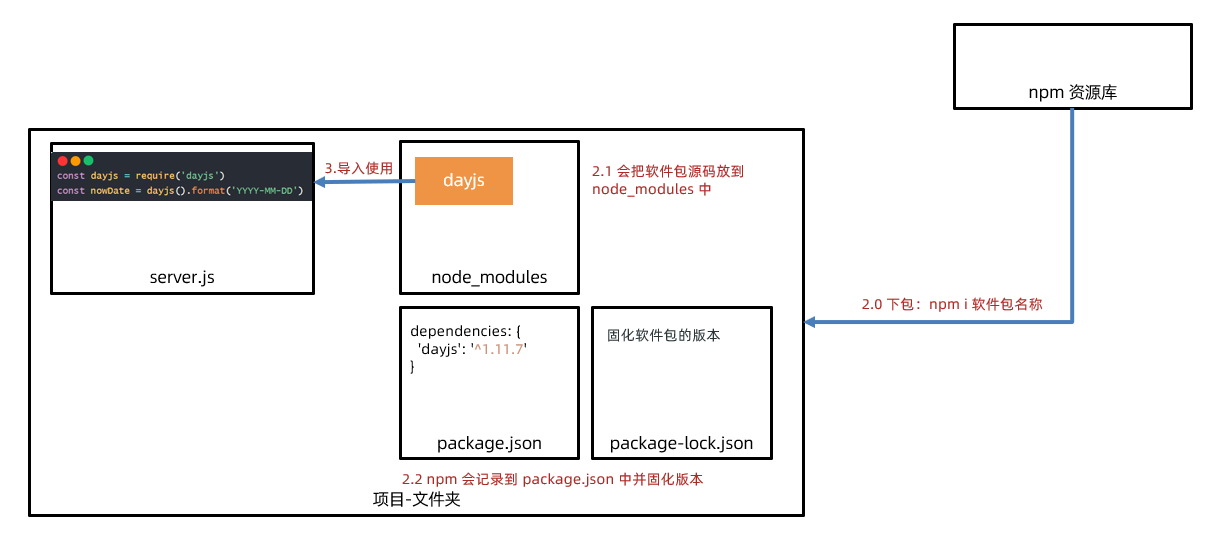 npm 资源库
const dayjs = require('dayjs')
const nowDate = dayjs().format('YYYY-MM-DD')
server.js
3.导入使用
dayjs
node_modules
2.1 会把软件包源码放到
node_modules 中
2.0 下包：npm i 软件包名称
dependencies: {
'dayjs': '^1.11.7'
}
package.json
固化软件包的版本
package-lock.json
2.2 npm 会记录到 package.json 中并固化版本
项目-文件夹